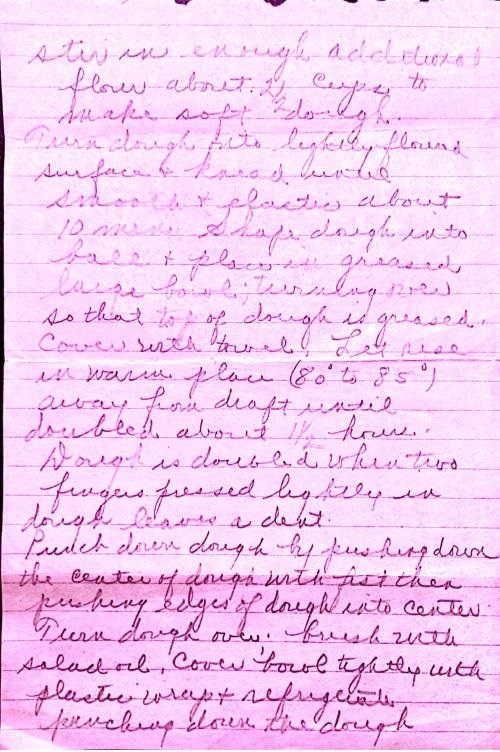 stir in enough additional
flour about 2½ cups to
make soft dough.
Turn dough onto lightly floured
surface & knead until
smooth & elastic about
10 mins Shape dough into
ball & place in greased
large bowl; turning over
so that top of dough is greased.
Cover with towel. Let rise
in warm place (80° to 85°)
away from draft until
doubled about 1½ hours.
Dough is doubled when two
fingers pressed lightly in
dough leaves a dent.
Punch down dough by pushing down
the center of dough with fist then
pushing edges of dough into center
Turn dough over. brush with
salad oil. Cover bowl tightly with
plastic wrap & refrigerate
punching down the dough